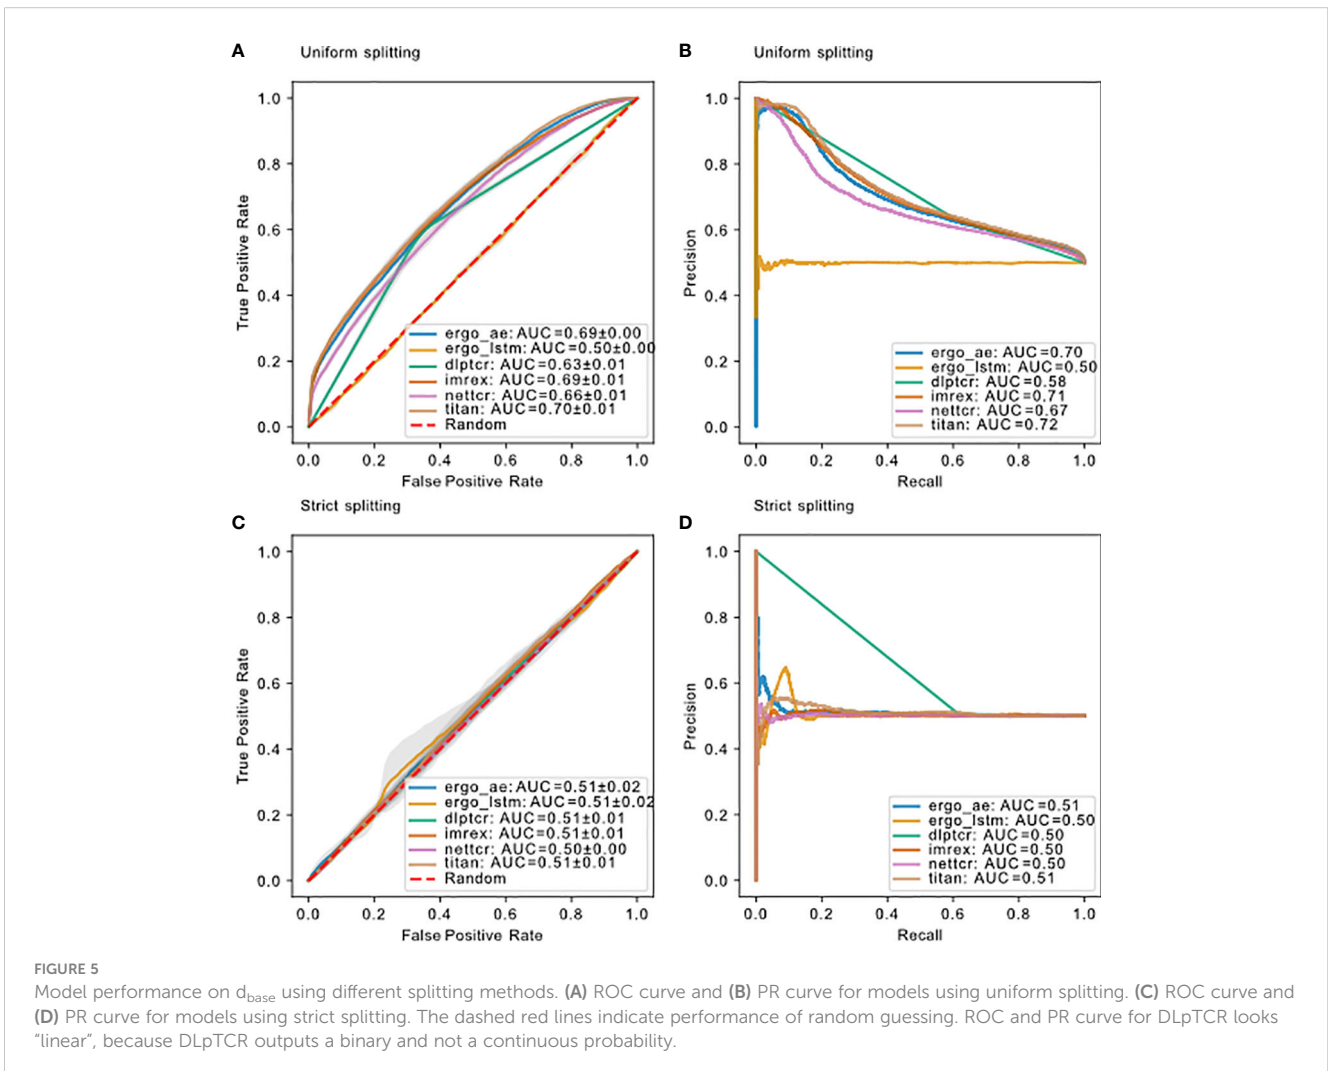 A
Uniform splitting
1.0
0.8
0.6
0.4
0.2
0.0
True Positive Rate
ergo_ae: AUC=0.69±0.00
ergo_lstm: AUC=0.50±0.00
dlptcr: AUC=0.63±0.01
imrex: AUC=0.69±0.01
nettcr: AUC=0.66±0.01
titan: AUC=0.70±0.01
Random
0.0 0.2 0.4 0.6 0.8 1.0
False Positive Rate
B
Uniform splitting
1.0
0.8
0.6
0.4
0.2
0.0
Precision
ergo_ae: AUC=0.70
ergo_lstm: AUC=0.50
dlptcr: AUC=0.58
imrex: AUC=0.71
nettcr: AUC=0.67
titan: AUC=0.72
0.0 0.2 0.4 0.6 0.8 1.0
Recall
C
Strict splitting
1.0
0.8
0.6
0.4
0.2
0.0
True Positive Rate
ergo_ae: AUC=0.51±0.02
ergo_lstm: AUC=0.51±0.02
dlptcr: AUC=0.51±0.01
imrex: AUC=0.51±0.01
nettcr: AUC=0.50±0.00
titan: AUC=0.51±0.01
Random
0.0 0.2 0.4 0.6 0.8 1.0
False Positive Rate
D
Strict splitting
1.0
0.8
0.6
0.4
0.2
0.0
Precision
ergo_ae: AUC=0.51
ergo_lstm: AUC=0.50
dlptcr: AUC=0.50
imrex: AUC=0.50
nettcr: AUC=0.50
titan: AUC=0.51
0.0 0.2 0.4 0.6 0.8 1.0
Recall
FIGURE 5
Model performance on dbase using different splitting methods. (A) ROC curve and (B) PR curve for models using uniform splitting. (C) ROC curve and
(D) PR curve for models using strict splitting. The dashed red lines indicate performance of random guessing. ROC and PR curve for DLpTCR looks
“linear”, because DLpTCR outputs a binary and not a continuous probability.